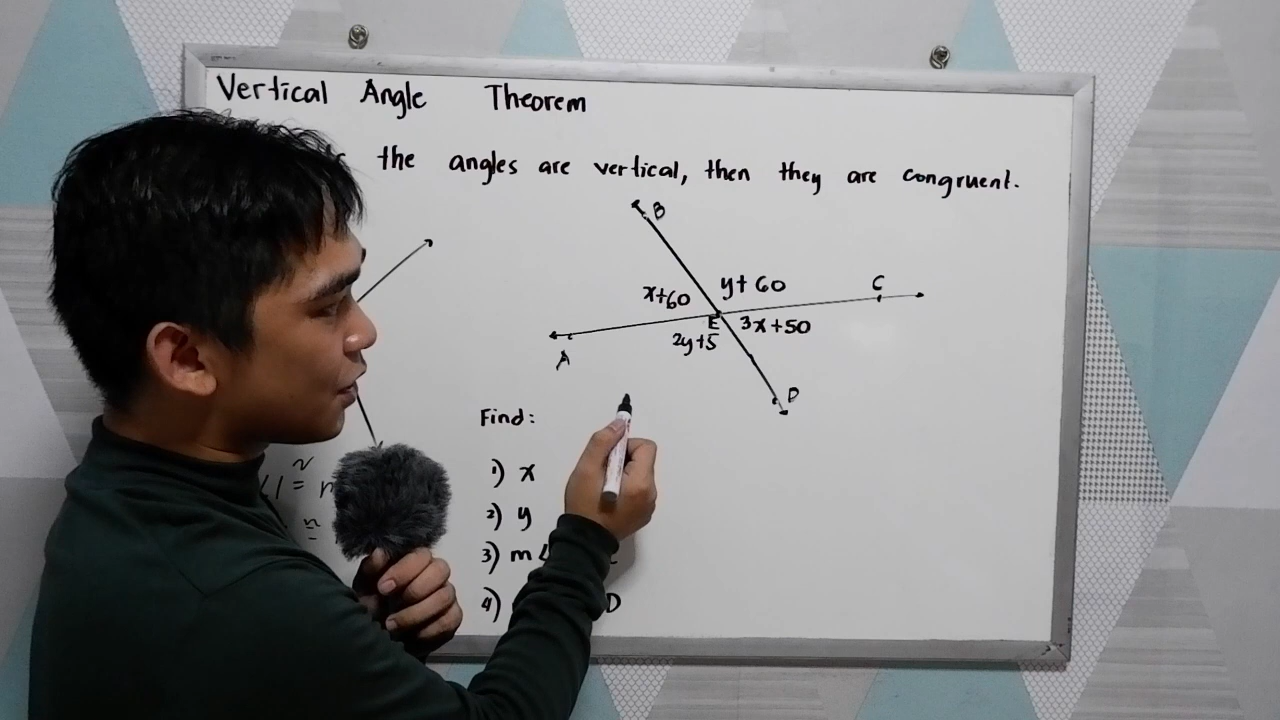 Vertical Angle Theorem
the angles are vertical, then they are congruent.
B
x+60 y+60 C
E 3x+50
A 2y+5
D
Find:
1) x
2) y
3) m∠
4) D